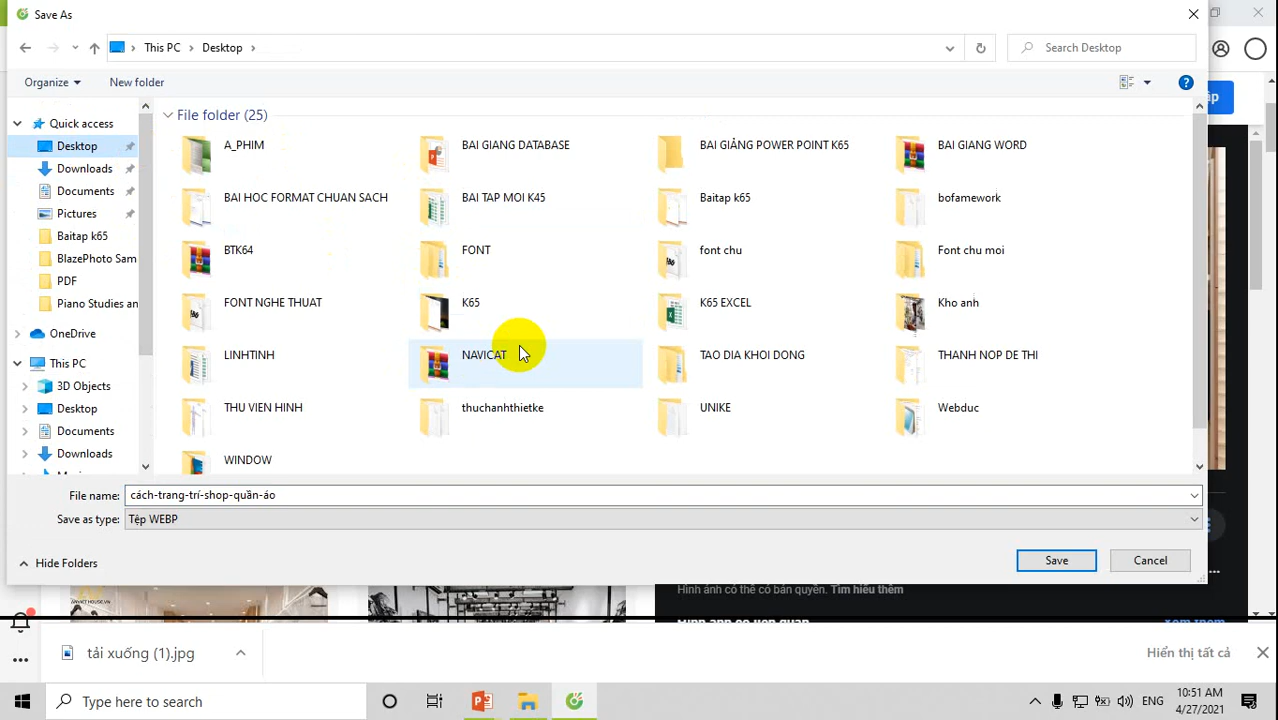 Save As
This PC > Desktop >
Search Desktop
Organize
New folder
Quick access
Desktop
Downloads
Documents
Pictures
Baitap k65
BlazePhoto Sam
PDF
Piano Studies an
OneDrive
This PC
3D Objects
Desktop
Documents
Downloads
File folder (25)
A_PHIM
BAI GIANG DATABASE
BAI GIẢNG POWER POINT K65
BAI GIANG WORD
BAI HOC FORMAT CHUAN SACH
BAI TAP MOI K45
Baitap k65
bofamework
BTK64
FONT
font chu
Font chu moi
FONT NGHE THUAT
K65
K65 EXCEL
Kho anh
LINHTINH
NAVICAT
TAO DIA KHOI DONG
THANH NOP DE THI
THU VIEN HINH
thuchanhthietke
UNIKE
Webduc
WINDOW
File name: cách-trang-trí-shop-quần-áo
Save as type: Tệp WEBP
Hide Folders
Save
Cancel
Hình ảnh có thể có bản quyền. Tìm hiểu thêm
Hình ảnh có liên quan
Xem thêm
tải xuống (1).jpg
Hiển thị tất cả
Type here to search
ENG
10:51 AM
4/27/2021